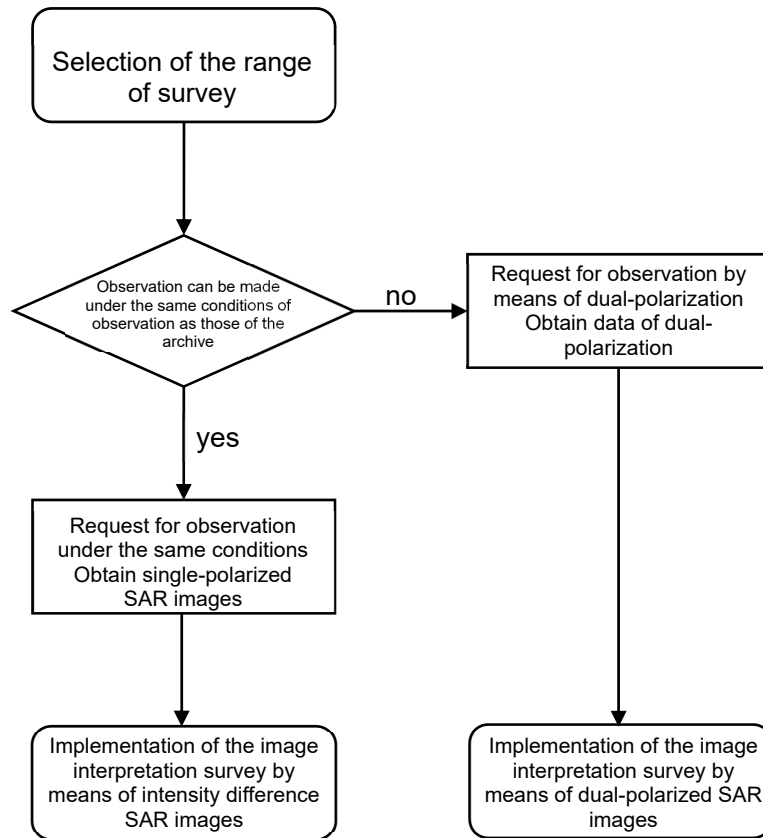 Selection of the range
of survey
Observation can be made
under the same conditions of
observation as those of the
archive
no
Request for observation by
means of dual-polarization
Obtain data of dual-
polarization
yes
Request for observation
under the same conditions
Obtain single-polarized
SAR images
Implementation of the image
interpretation survey by
means of intensity difference
SAR images
Implementation of the image
interpretation survey by
means of dual-polarized SAR
images